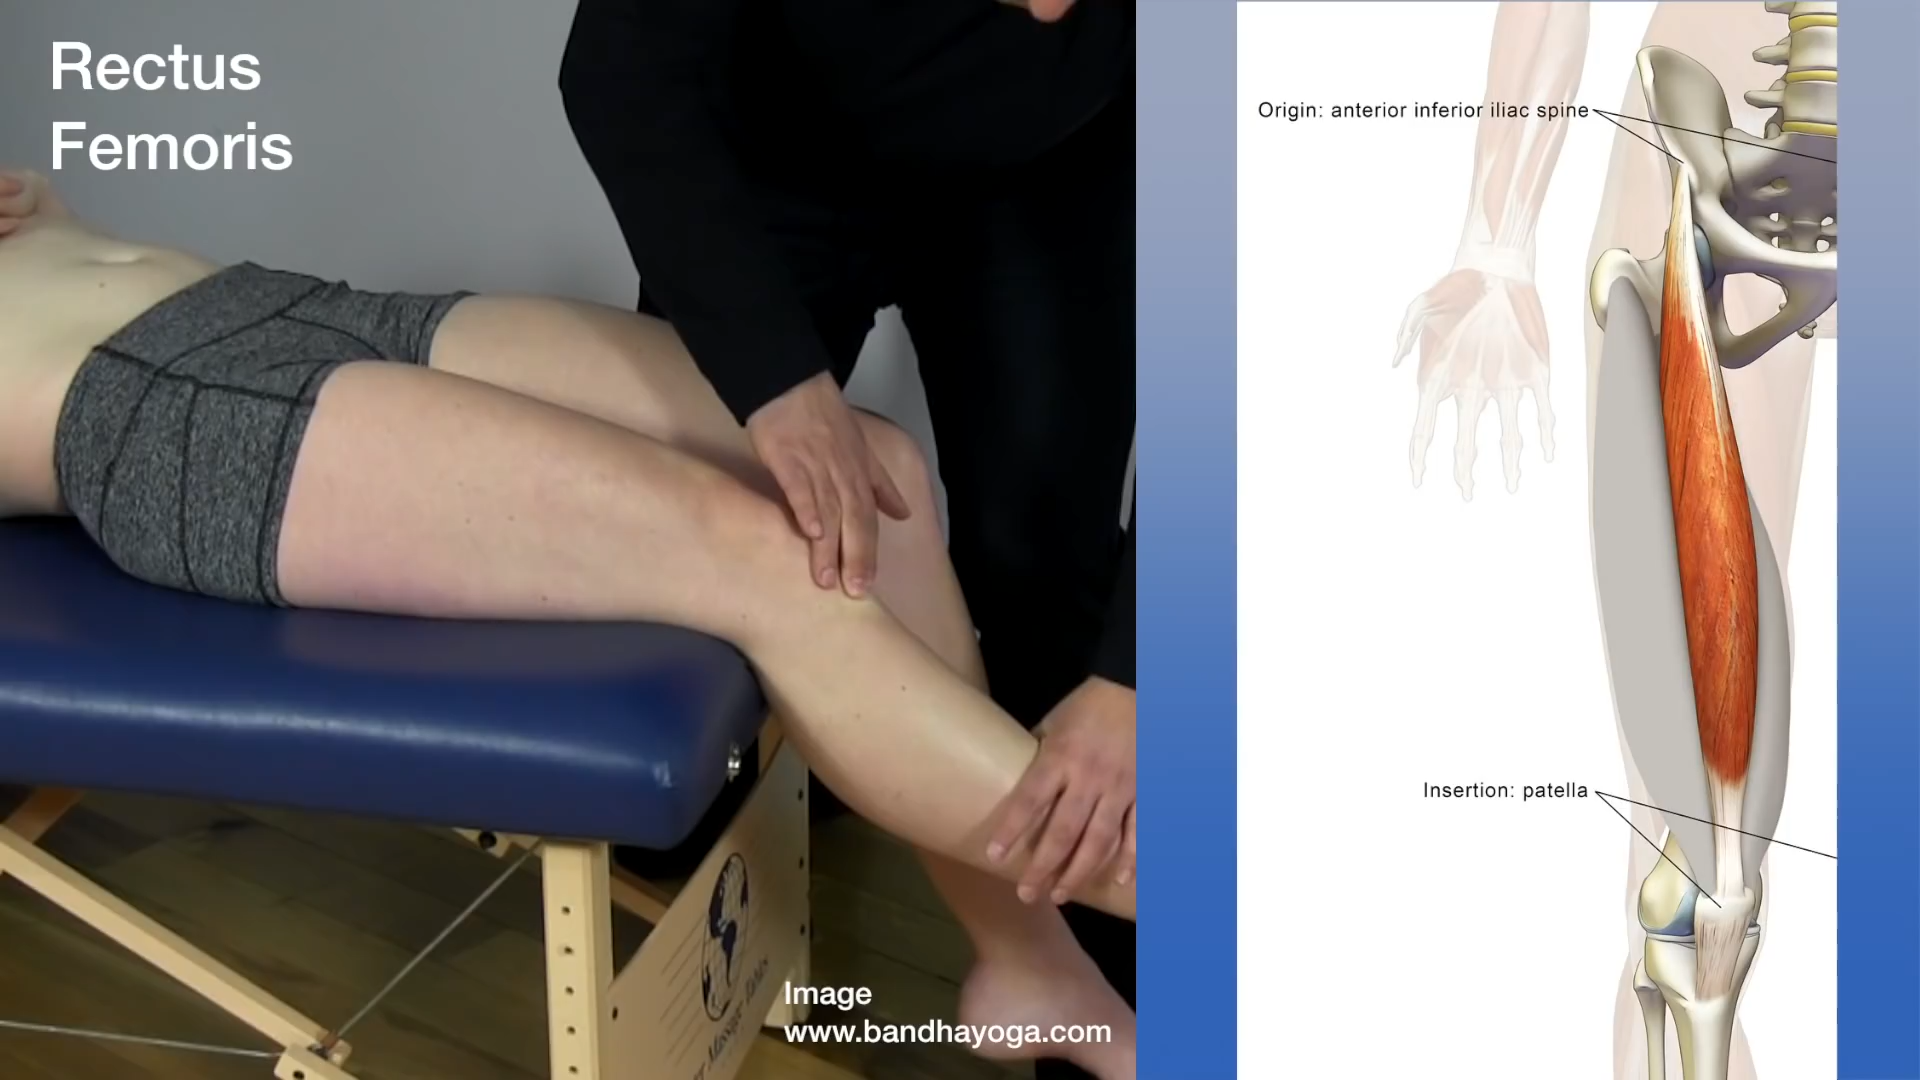 Rectus
Femoris
Origin: anterior inferior iliac spine
Insertion: patella
Image
www.bandhayoga.com